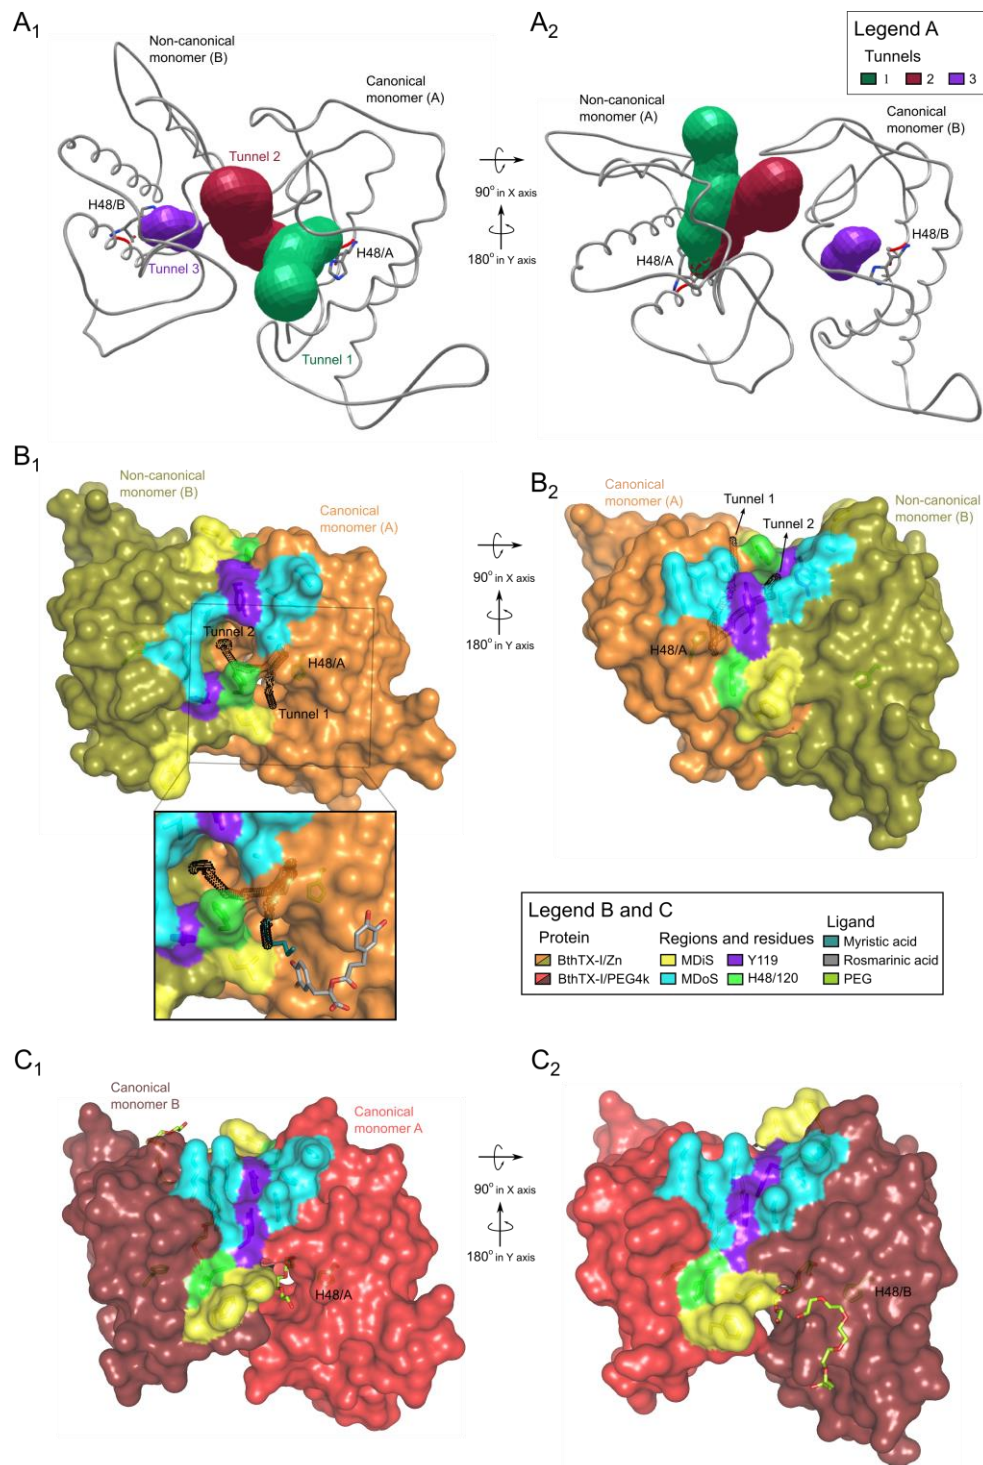 A1
Non-canonical
monomer (B)
Canonical
monomer (A)
Tunnel 2
H48/B
H48/A
Tunnel 3
Tunnel 1
90° in X axis
180° in Y axis
A2
Legend A
Tunnels
1 2 3
Non-canonical
monomer (A)
Canonical
monomer (B)
H48/B
H48/A
B1
Non-canonical
monomer (B)
Canonical
monomer (A)
Tunnel 2
H48/A
Tunnel 1
90° in X axis
180° in Y axis
B2
Canonical
monomer (A)
Tunnel 1
Tunnel 2
Non-canonical
monomer (B)
H48/A
Legend B and C
Protein Regions and residues Ligand
BthTX-I/Zn MDiS Y119 Myristic acid
BthTX-I/PEG4k MDoS H48/120 Rosmarinic acid
PEG
C1
Canonical
monomer B
Canonical
monomer A
H48/A
90° in X axis
180° in Y axis
C2
H48/B